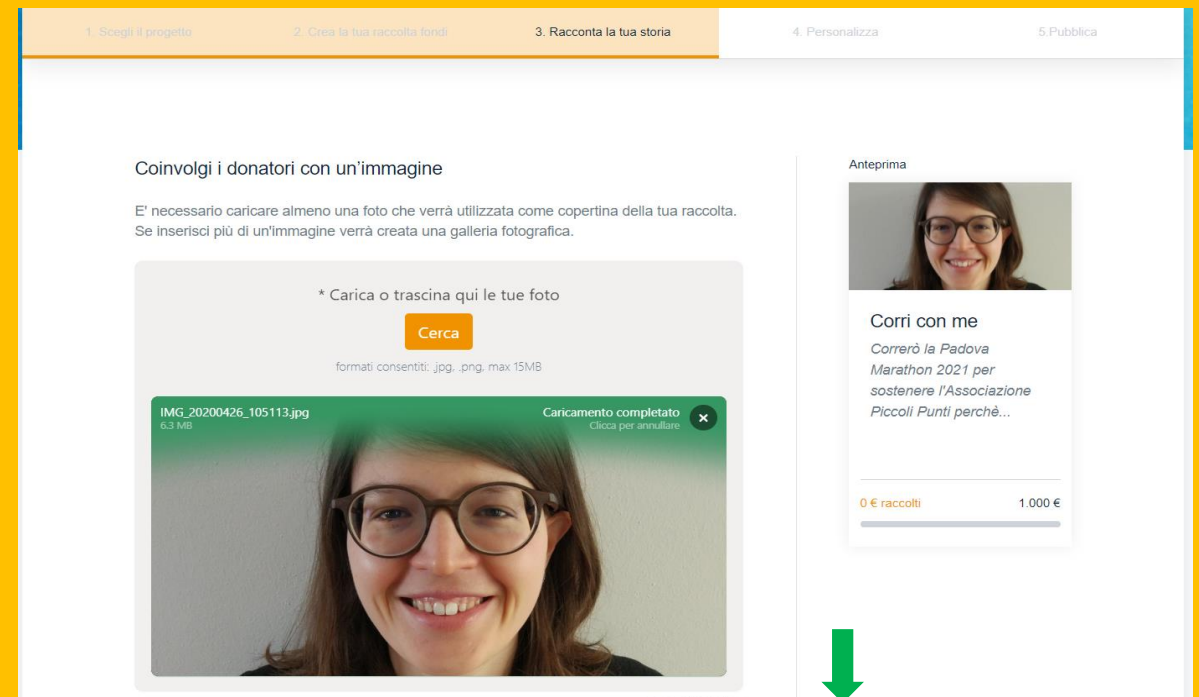 1. Scegli il progetto
2. Crea la tua raccolta fondi
3. Racconta la tua storia
4. Personalizza
5.Pubblica
Coinvolgi i donatori con un'immagine
E' necessario caricare almeno una foto che verrà utilizzata come copertina della tua raccolta.
Se inserisci più di un'immagine verrà creata una galleria fotografica.
* Carica o trascina qui le tue foto
Cerca
formati consentiti: .jpg, .png, max 15MB
IMG_20200426_105113.jpg
6.3 MB
Caricamento completato
Clicca per annullare
Anteprima
Corri con me
Correrò la Padova
Marathon 2021 per
sostenere l'Associazione
Piccoli Punti perchè...
0 € raccolti
1.000 €